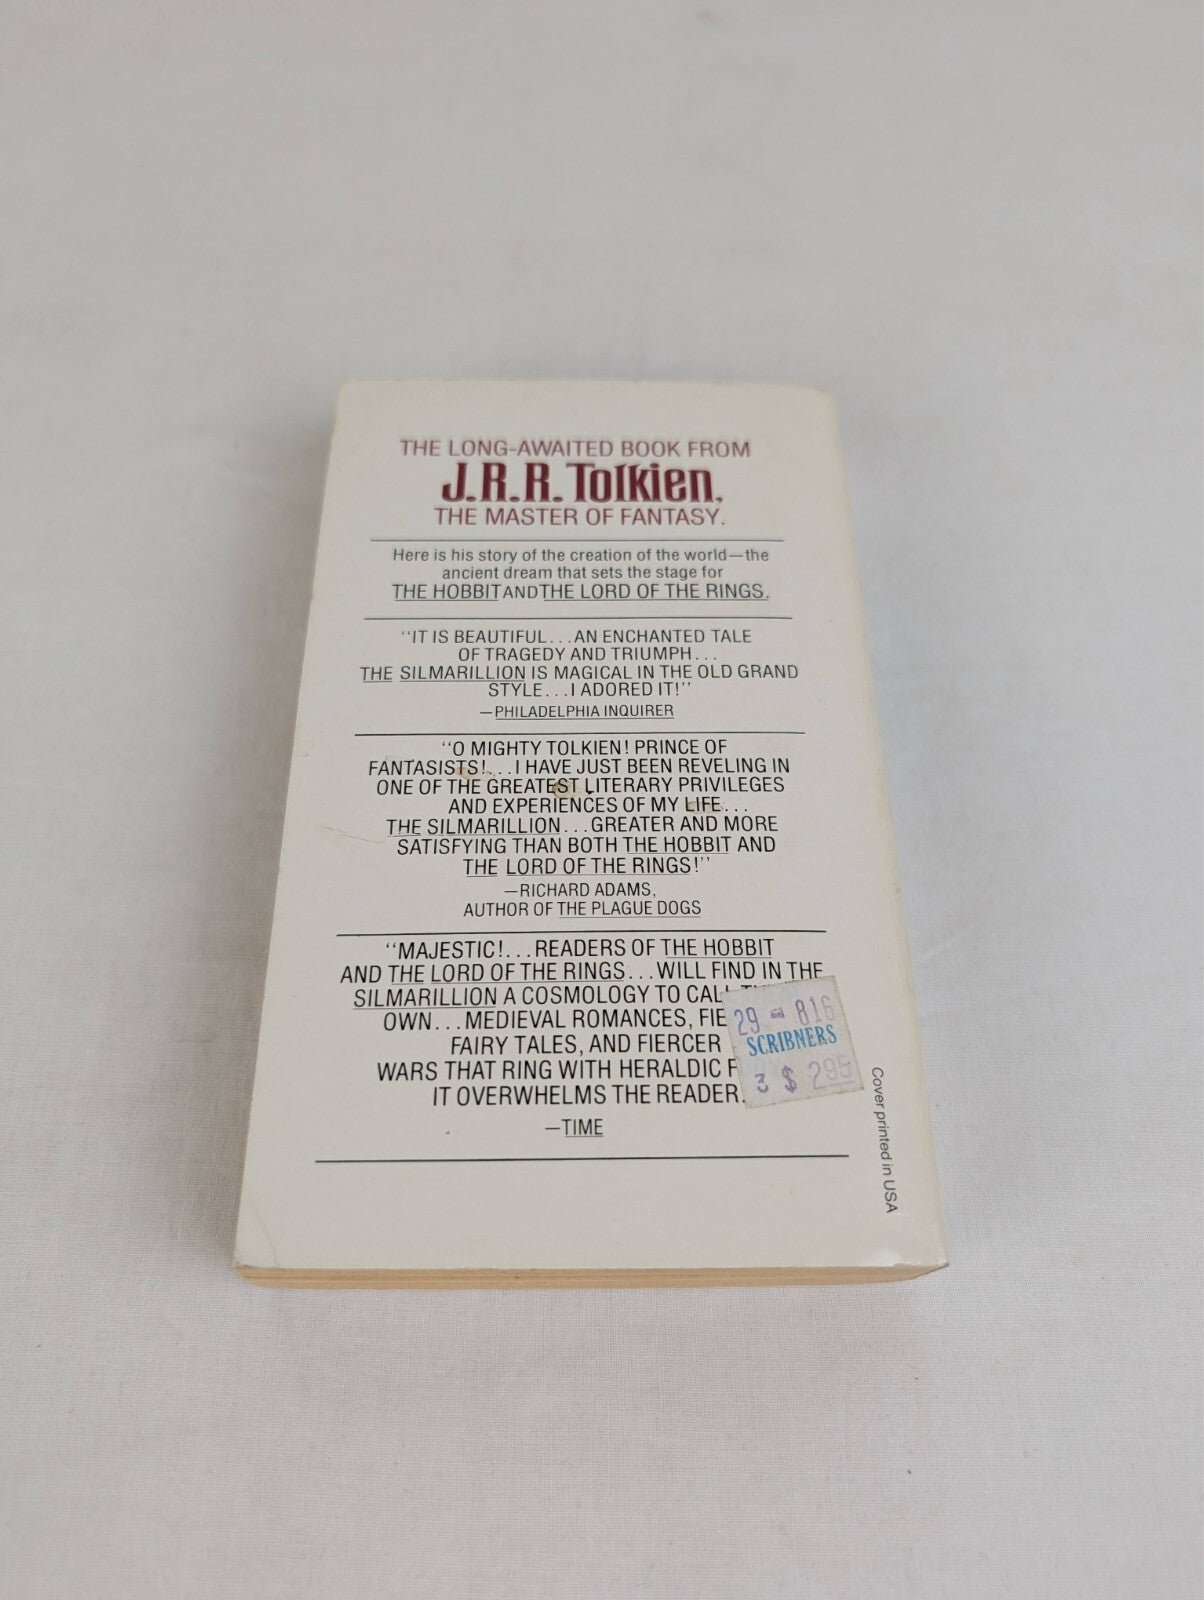 THE LONG-AWAITED BOOK FROM
J.R.R. Tolkien,
THE MASTER OF FANTASY.
Here is his story of the creation of the world—the
ancient dream that sets the stage for
THE HOBBIT AND THE LORD OF THE RINGS.
"IT IS BEAUTIFUL...AN ENCHANTED TALE
OF TRAGEDY AND TRIUMPH...
THE SILMARILLION IS MAGICAL IN THE OLD GRAND
STYLE...I ADORED IT!"
—PHILADELPHIA INQUIRER
"O MIGHTY TOLKIEN! PRINCE OF
FANTASISTS!...I HAVE JUST BEEN REVELING IN
ONE OF THE GREATEST LITERARY PRIVILEGES
AND EXPERIENCES OF MY LIFE...
THE SILMARILLION...GREATER AND MORE
SATISFYING THAN BOTH THE HOBBIT AND
THE LORD OF THE RINGS!"
—RICHARD ADAMS,
AUTHOR OF THE PLAGUE DOGS
"MAJESTIC!...READERS OF THE HOBBIT
AND THE LORD OF THE RINGS...WILL FIND IN THE
SILMARILLION A COSMOLOGY TO CALL
OWN...MEDIEVAL ROMANCES,
FAIRY TALES, AND FIERCER
WARS THAT RING WITH HERALDIC
IT OVERWHELMS THE READER.
—TIME
29-816
SCRIBNERS
3 $ 295
Cover printed in USA